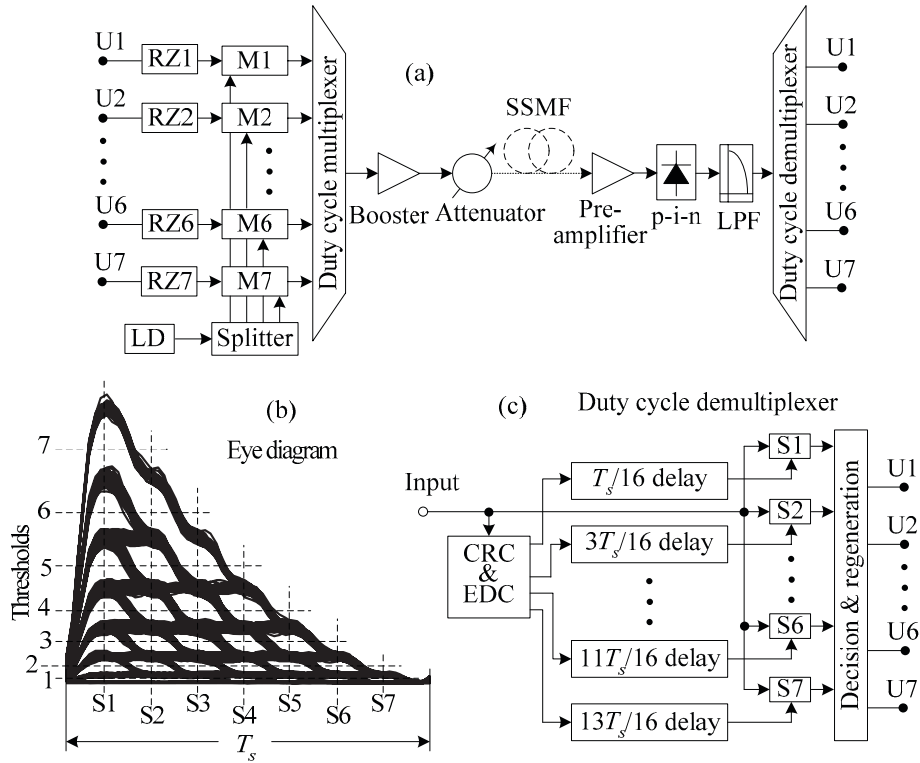 U1
RZ1
M1
U2
RZ2
M2
U6
RZ6
M6
U7
RZ7
M7
LD
Splitter
Duty cycle multiplexer
(a)
Booster
Attenuator
SSMF
Pre-
amplifier
p-i-n
LPF
Duty cycle demultiplexer
U1
U2
U6
U7
(b)
Eye diagram
Thresholds
7
6
5
4
3
2
1
S1
S2
S3
S4
S5
S6
S7
Ts
(c)
Duty cycle demultiplexer
Input
CRC
&
EDC
Ts/16 delay
3Ts/16 delay
11Ts/16 delay
13Ts/16 delay
S1
S2
S6
S7
Decision & regeneration
U1
U2
U6
U7